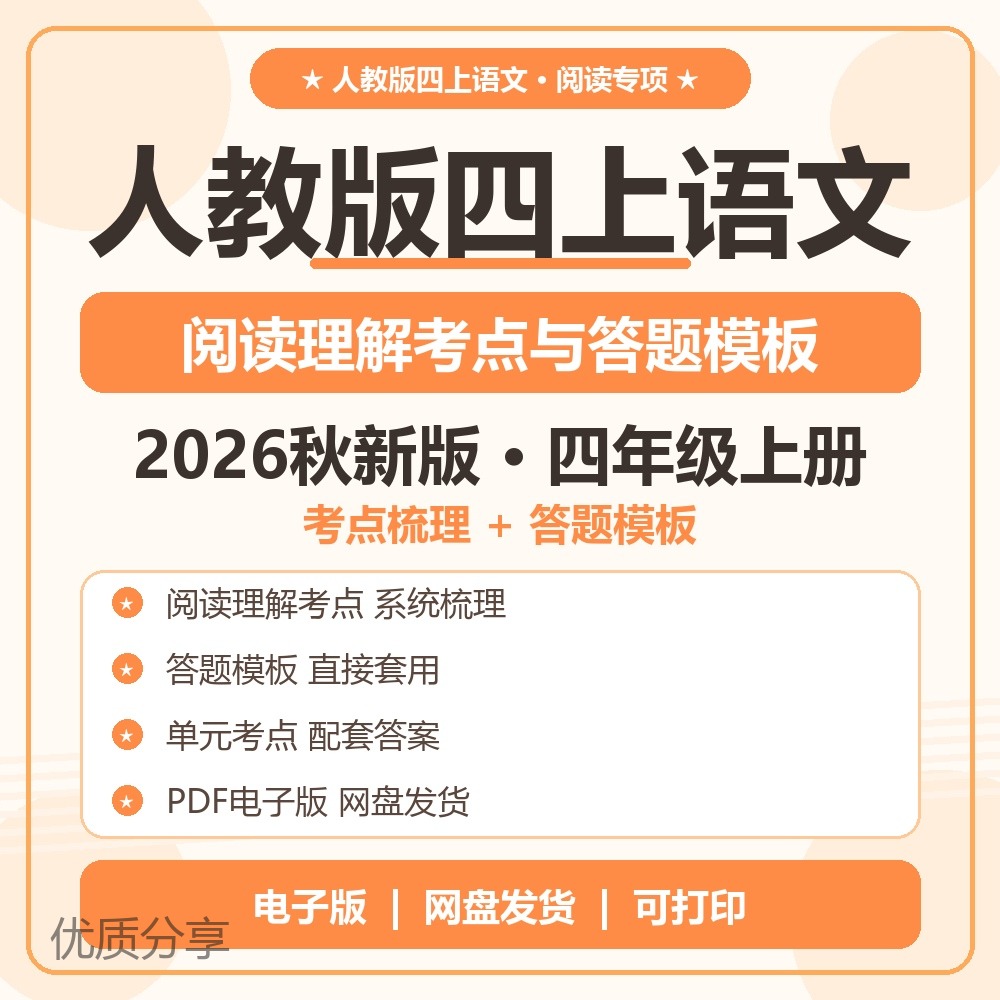 ★ 人教版四上语文 • 阅读专项 ★
人教版四上语文
阅读理解考点与答题模板
2026秋新版 • 四年级上册
考点梳理 + 答题模板
★ 阅读理解考点 系统梳理
★ 答题模板 直接套用
★ 单元考点 配套答案
★ PDF电子版 网盘发货
电子版 | 网盘发货 | 可打印
优质分享